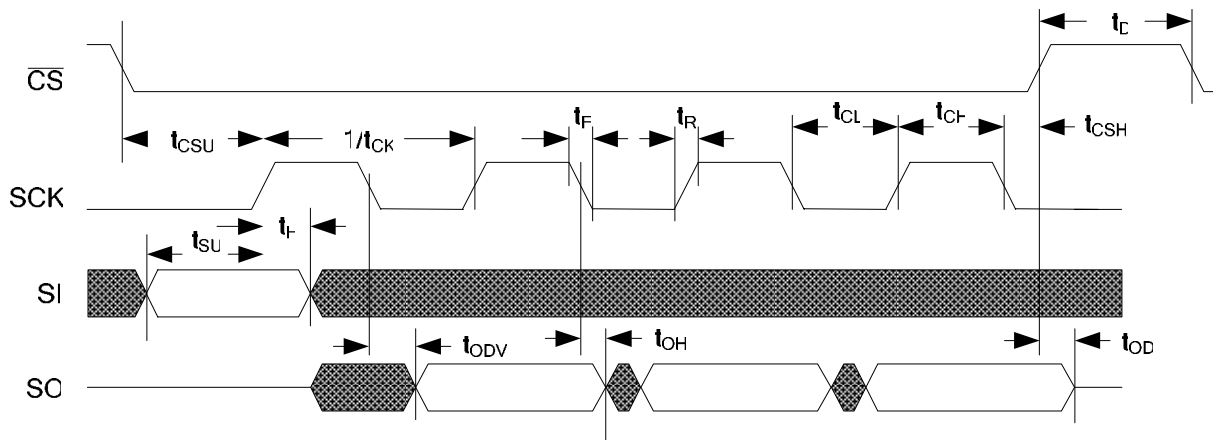 tD
CS
tF
tR
tCL
tCH
tCSU
1/tCK
tCSH
SCK
tH
tSU
SI
tODV
tOH
tOD
SO